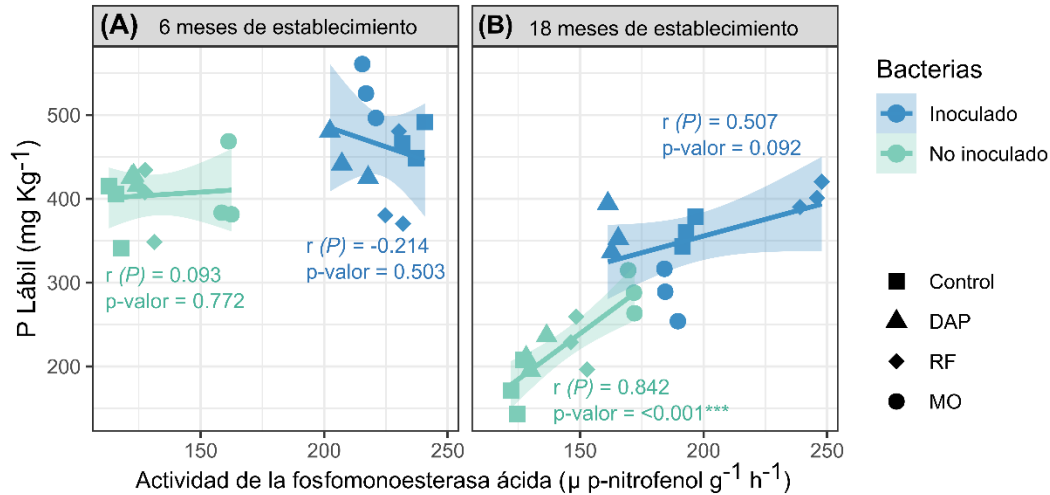 (A) 6 meses de establecimiento
(B) 18 meses de establecimiento
P Lábil (mg Kg⁻¹)
500
400
300
200
r (P) = 0.093
p-valor = 0.772
r (P) = -0.214
p-valor = 0.503
r (P) = 0.507
p-valor = 0.092
r (P) = 0.842
p-valor = <0.001***
150 200 250 150 200 250
Actividad de la fosfomonoesterasa ácida (μ p-nitrofenol g⁻¹ h⁻¹)
Bacterias
Inoculado
No inoculado
Control
DAP
RF
MO